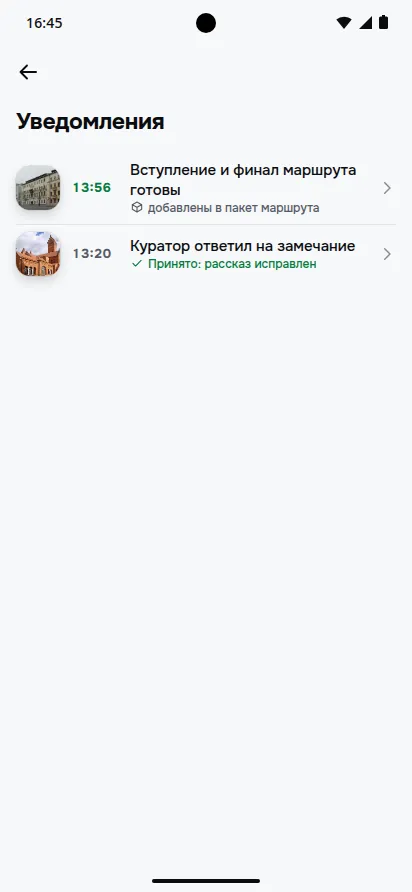 16:45
Уведомления
13:56
Вступление и финал маршрута
готовы
добавлены в пакет маршрута
13:20
Куратор ответил на замечание
Принято: рассказ исправлен